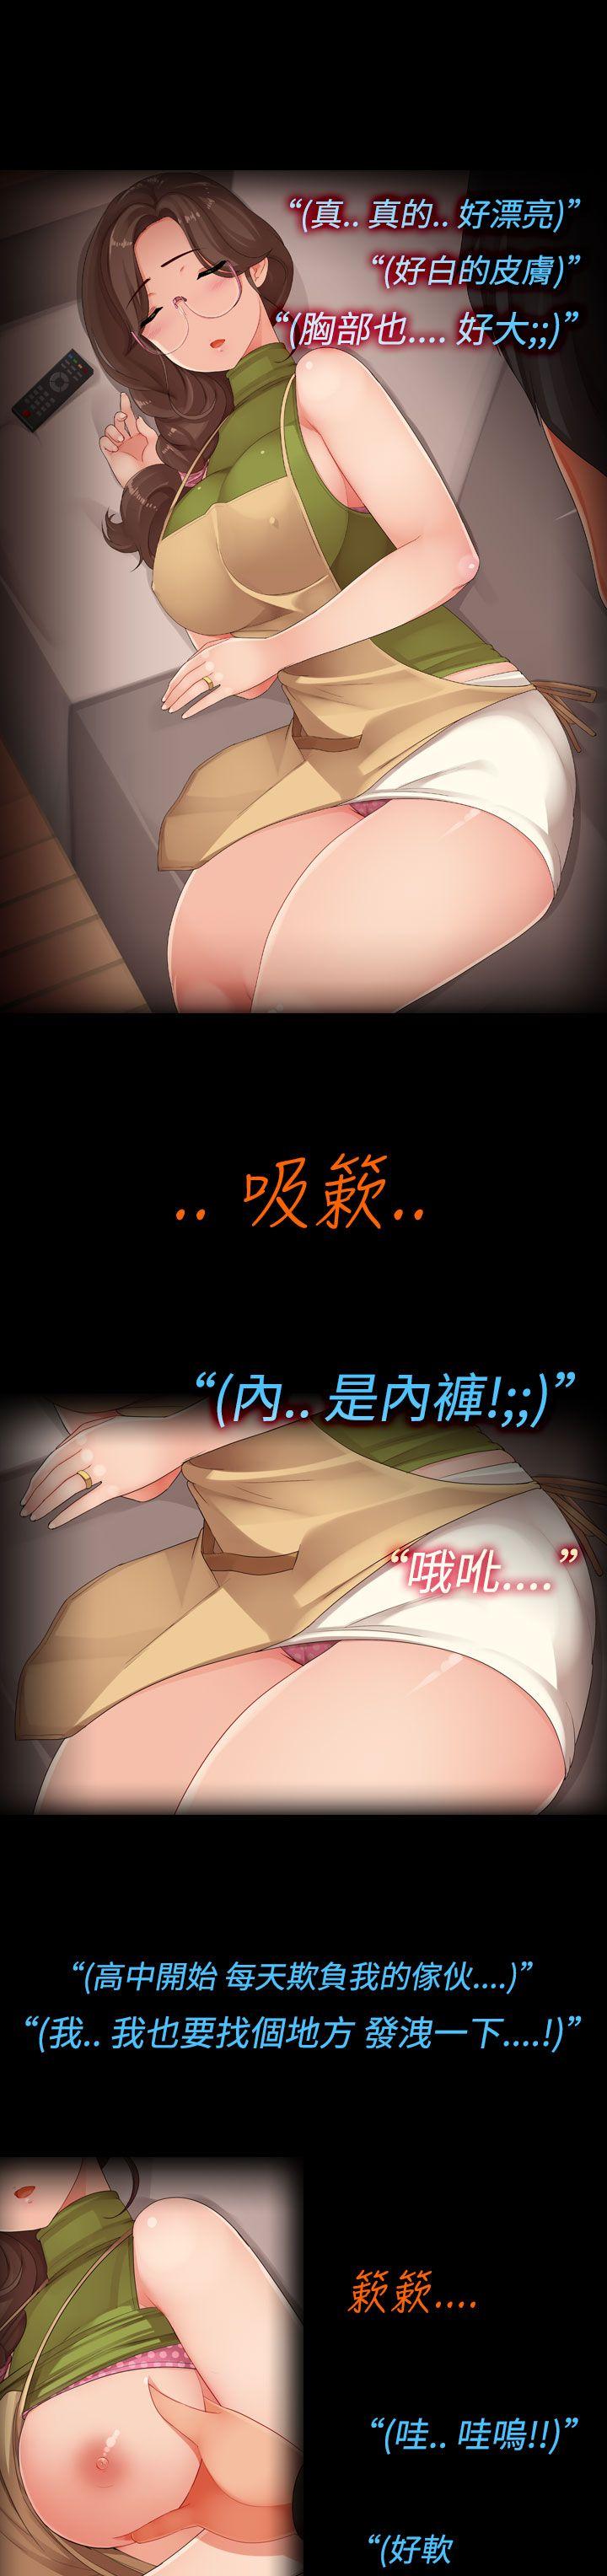 “(真.. 真的.. 好漂亮)”
“(好白的皮膚)”
“(胸部也.... 好大;;)”
.. 吸簌..
“(內.. 是內褲!;;)”
“哦吪....”
“(高中開始 每天欺負我的傢伙....)”
“(我.. 我也要找個地方 發洩一下....!)”
簌簌....
“(哇.. 哇嗚!!)”
“(好軟